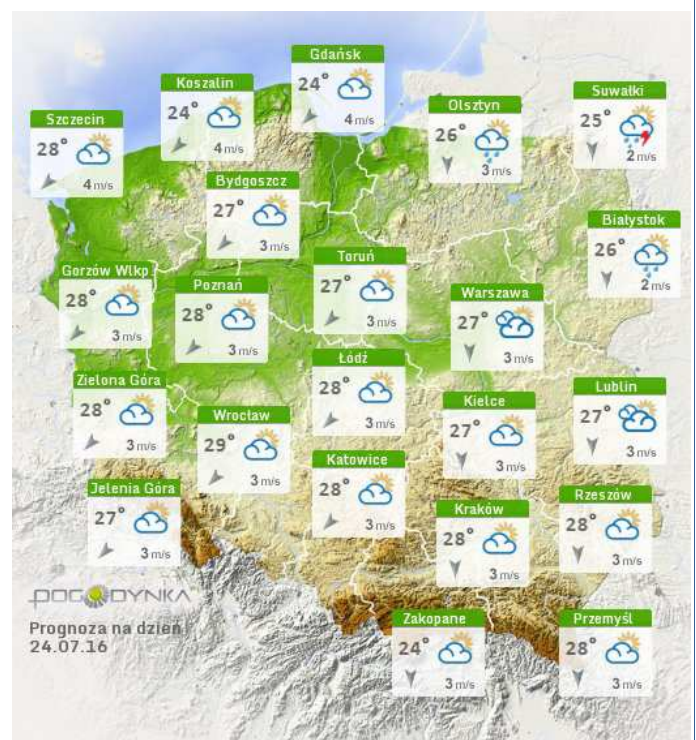 Gdańsk
24°
4 m/s
Koszalin
24°
4 m/s
Suwałki
25°
2 m/s
Olsztyn
26°
3 m/s
Szczecin
28°
4 m/s
Bydgoszcz
27°
3 m/s
Białystok
26°
2 m/s
Toruń
27°
3 m/s
Gorzów Wlkp
28°
3 m/s
Poznań
28°
3 m/s
Warszawa
27°
3 m/s
Łódź
28°
3 m/s
Zielona Góra
28°
3 m/s
Lublin
27°
3 m/s
Kielce
27°
3 m/s
Wrocław
29°
3 m/s
Katowice
28°
3 m/s
Jelenia Góra
27°
3 m/s
Rzeszów
28°
3 m/s
Kraków
28°
3 m/s
POGODYNKA
Prognoza na dzień
24.07.16
Zakopane
24°
3 m/s
Przemyśl
28°
3 m/s